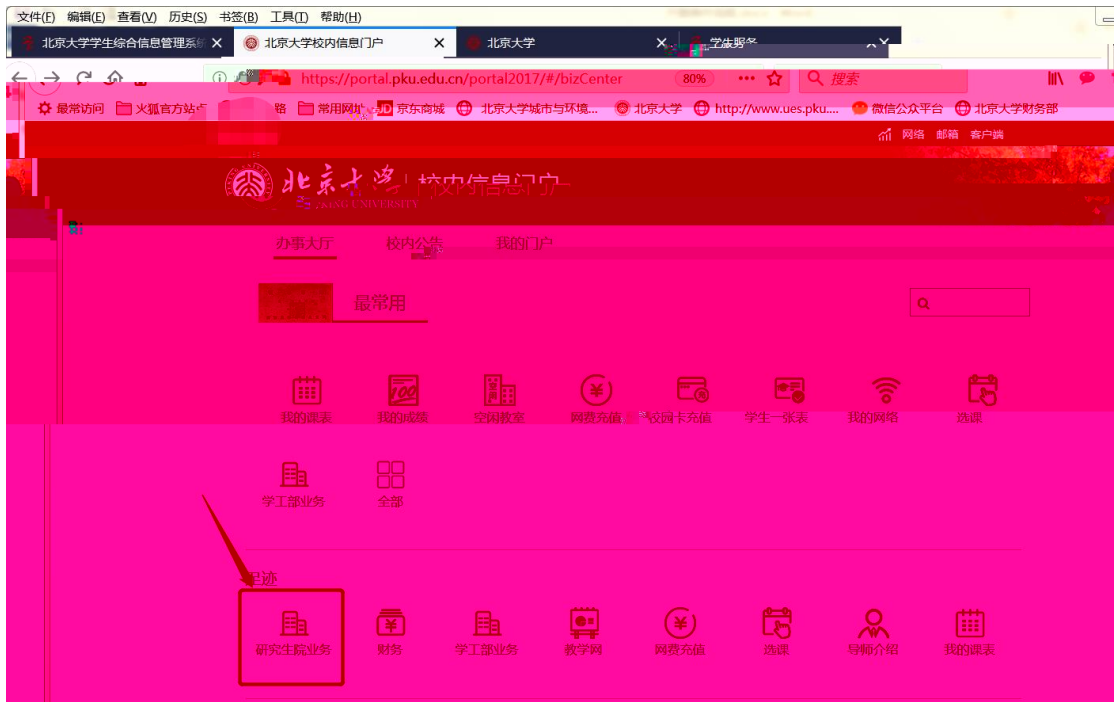 文件(F) 编辑(E) 查看(V) 历史(S) 书签(B) 工具(T) 帮助(H)
北京大学学生综合信息管理系统 北京大学校内信息门户 北京大学
https://portal.pku.edu.cn/portal2017/#/bizCenter 80% 搜索
最常访问 火狐官方站点 常用网址 JD 京东商城 北京大学城市与环境... 北京大学 http://www.ues.pku.... 微信公众平台 北京大学财务部
网络 邮箱 客户端
北京大学 校内信息门户
办事大厅 校内公告 我的门户
最常用
我的课表 我的成绩 空闲教室 网费充值 校园卡充值 学生一张表 我的网络 选课
学工部业务 全部
足迹
研究生院业务 财务 学工部业务 教学网 网费充值 选课 导师介绍 我的课表